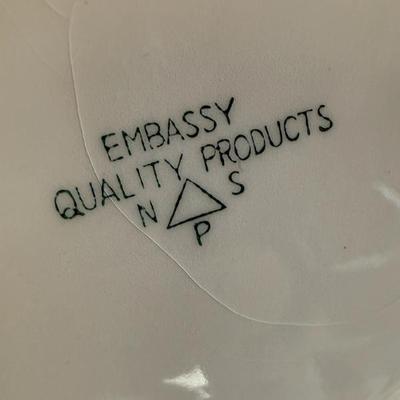 EMBASSY
QUALITY PRODUCTS
N S
P